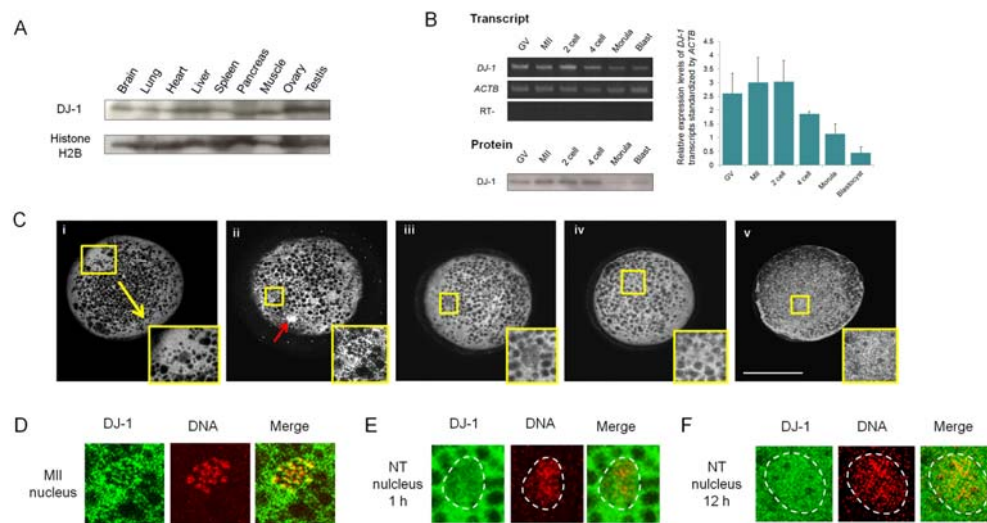 A
Brain Lung Heart Liver Spleen Pancreas Muscle Ovary Testis
DJ-1
Histone
H2B
B
Transcript
GV MII 2 cell 4 cell Morula Blast
DJ-1
ACTB
RT-
Protein
GV MII 2 cell 4 cell Morula Blast
DJ-1
Relative expression levels of DJ-1
transcripts standardized by ACTB
4.5
4
3.5
3
2.5
2
1.5
1
0.5
0
GV MII 2 cell 4 cell Morula Blastocyst
C
i ii iii iv v
D
DJ-1 DNA Merge
MII
nucleus
E
DJ-1 DNA Merge
NT
nulcleus
1 h
F
DJ-1 DNA Merge
NT
nulcleus
12 h